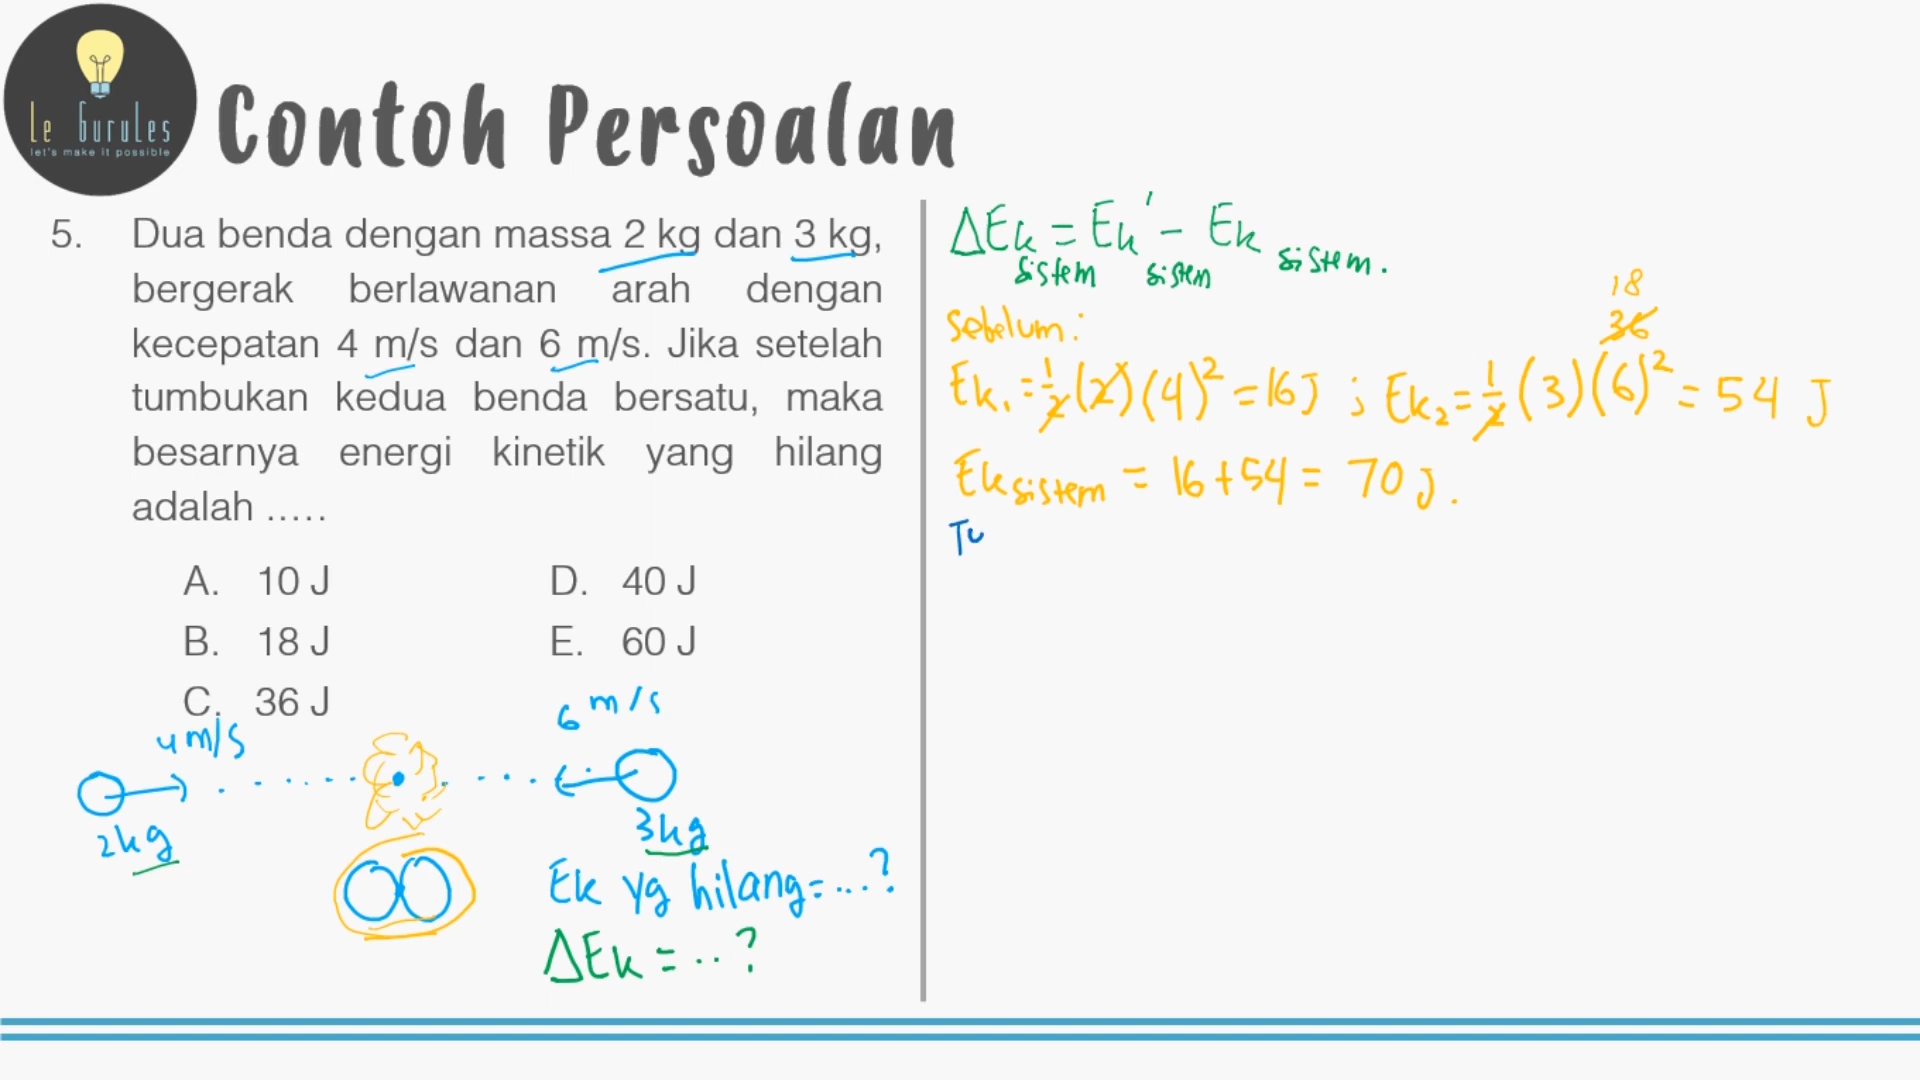 Le GuruLes
let's make it possible
Contoh Persoalan
5. Dua benda dengan massa 2 kg dan 3 kg,
bergerak berlawanan arah dengan
kecepatan 4 m/s dan 6 m/s. Jika setelah
tumbukan kedua benda bersatu, maka
besarnya energi kinetik yang hilang
adalah .....
A. 10 J
D. 40 J
B. 18 J
E. 60 J
C. 36 J
4 m/s
6 m/s
2kg
3kg
Ek yg hilang=...?
ΔEk = ..?
ΔEk sistem = Ek' sistem - Ek sistem.
Sebelum:
18
36
Ek₁ = 1/2 (2) (4)² = 16 J ; Ek₂ = 1/2 (3) (6)² = 54 J
Ek sistem = 16 + 54 = 70 J.
Tu